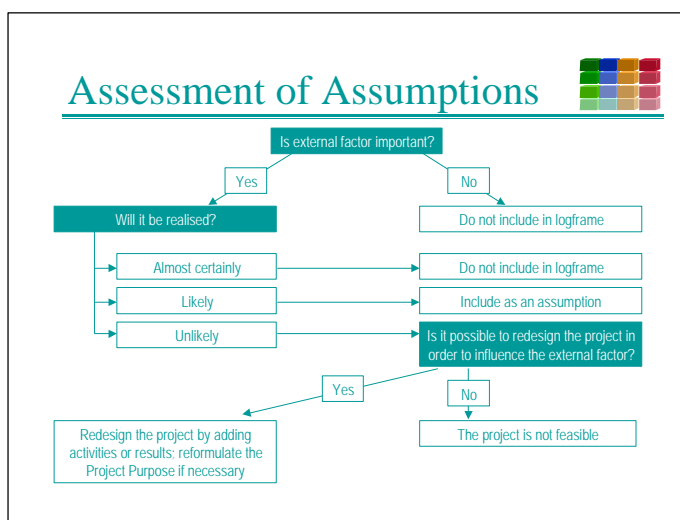 Assessment of Assumptions
Is external factor important?
Yes
No
Will it be realised?
Do not include in logframe
Almost certainly
Do not include in logframe
Likely
Include as an assumption
Unlikely
Is it possible to redesign the project in
order to influence the external factor?
Yes
No
Redesign the project by adding
activities or results; reformulate the
Project Purpose if necessary
The project is not feasible